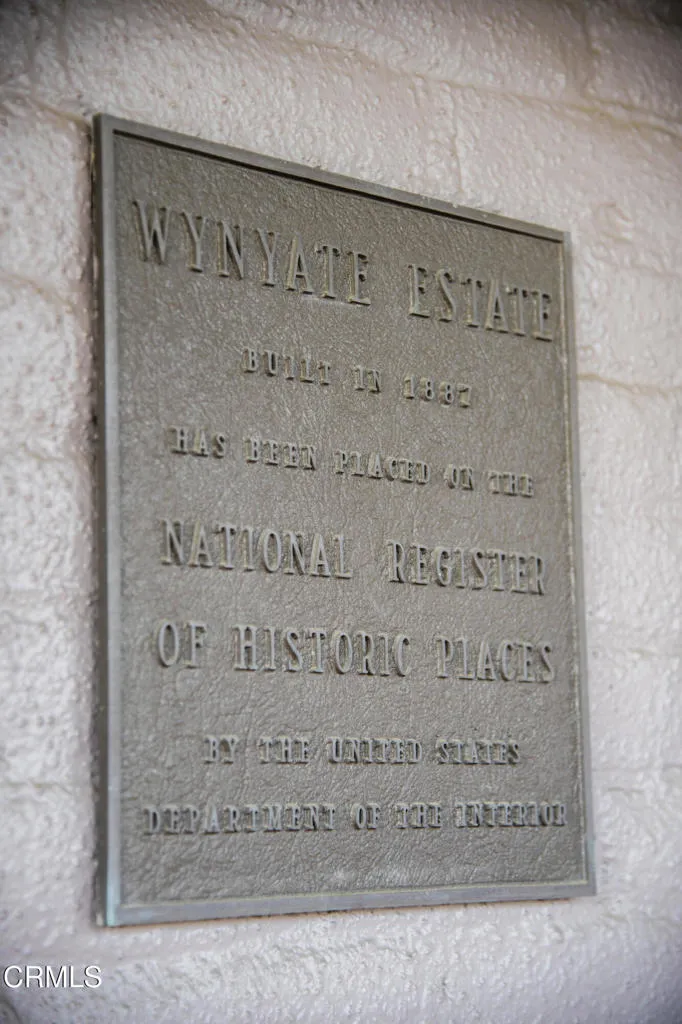 WYNYATE ESTATE
BUILT IN 1887
HAS BEEN PLACED ON THE
NATIONAL REGISTER
OF HISTORIC PLACES
BY THE UNITED STATES
DEPARTMENT OF THE INTERIOR
CRMLS